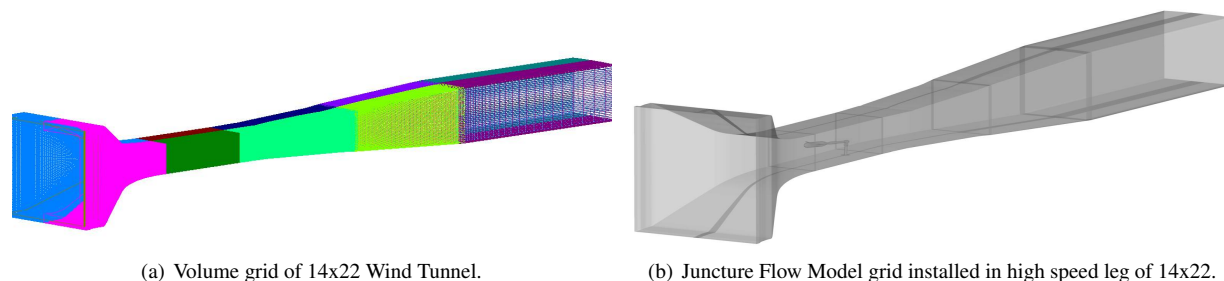 (a) Volume grid of 14x22 Wind Tunnel.
(b) Juncture Flow Model grid installed in high speed leg of 14x22.